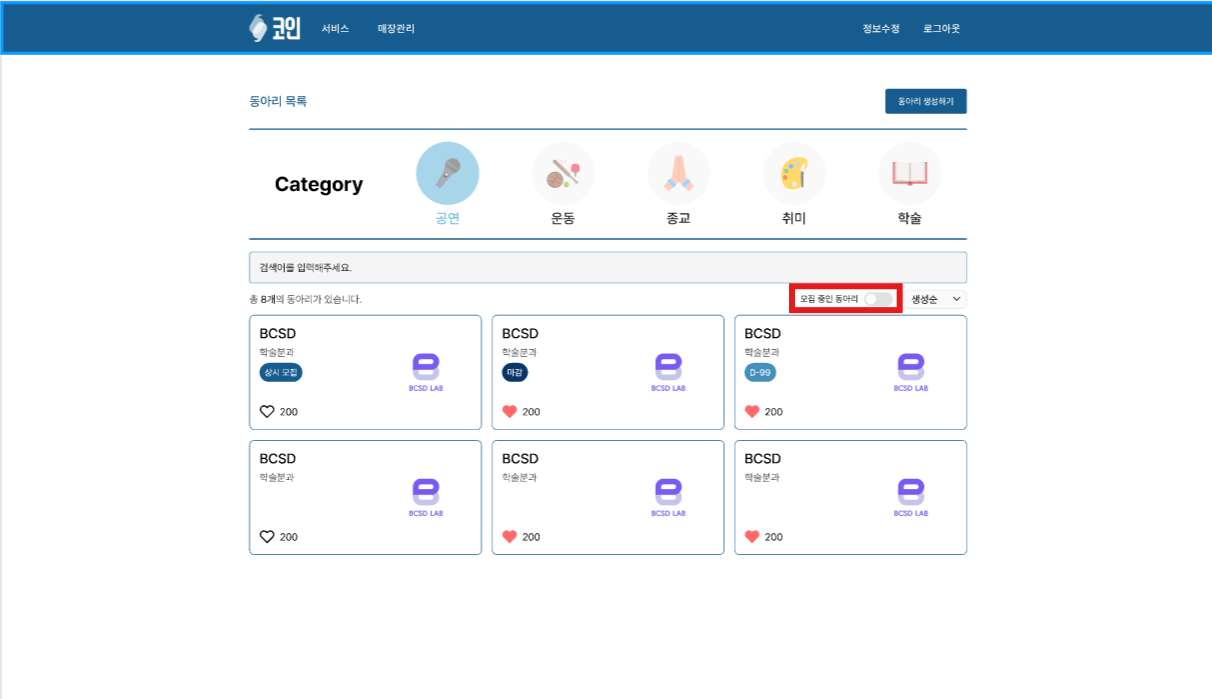 코인 서비스 매장관리 정보수정 로그아웃
동아리 목록 동아리 생성하기
Category
공연 운동 종교 취미 학술
검색어를 입력해주세요.
총 8개의 동아리가 있습니다. 모집 중인 동아리 생성순
BCSD BCSD BCSD
학술분과 학술분과 학술분과
상시 모집 마감 D-99
BCSD LAB BCSD LAB BCSD LAB
200 200 200
BCSD BCSD BCSD
학술분과 학술분과 학술분과
BCSD LAB BCSD LAB BCSD LAB
200 200 200